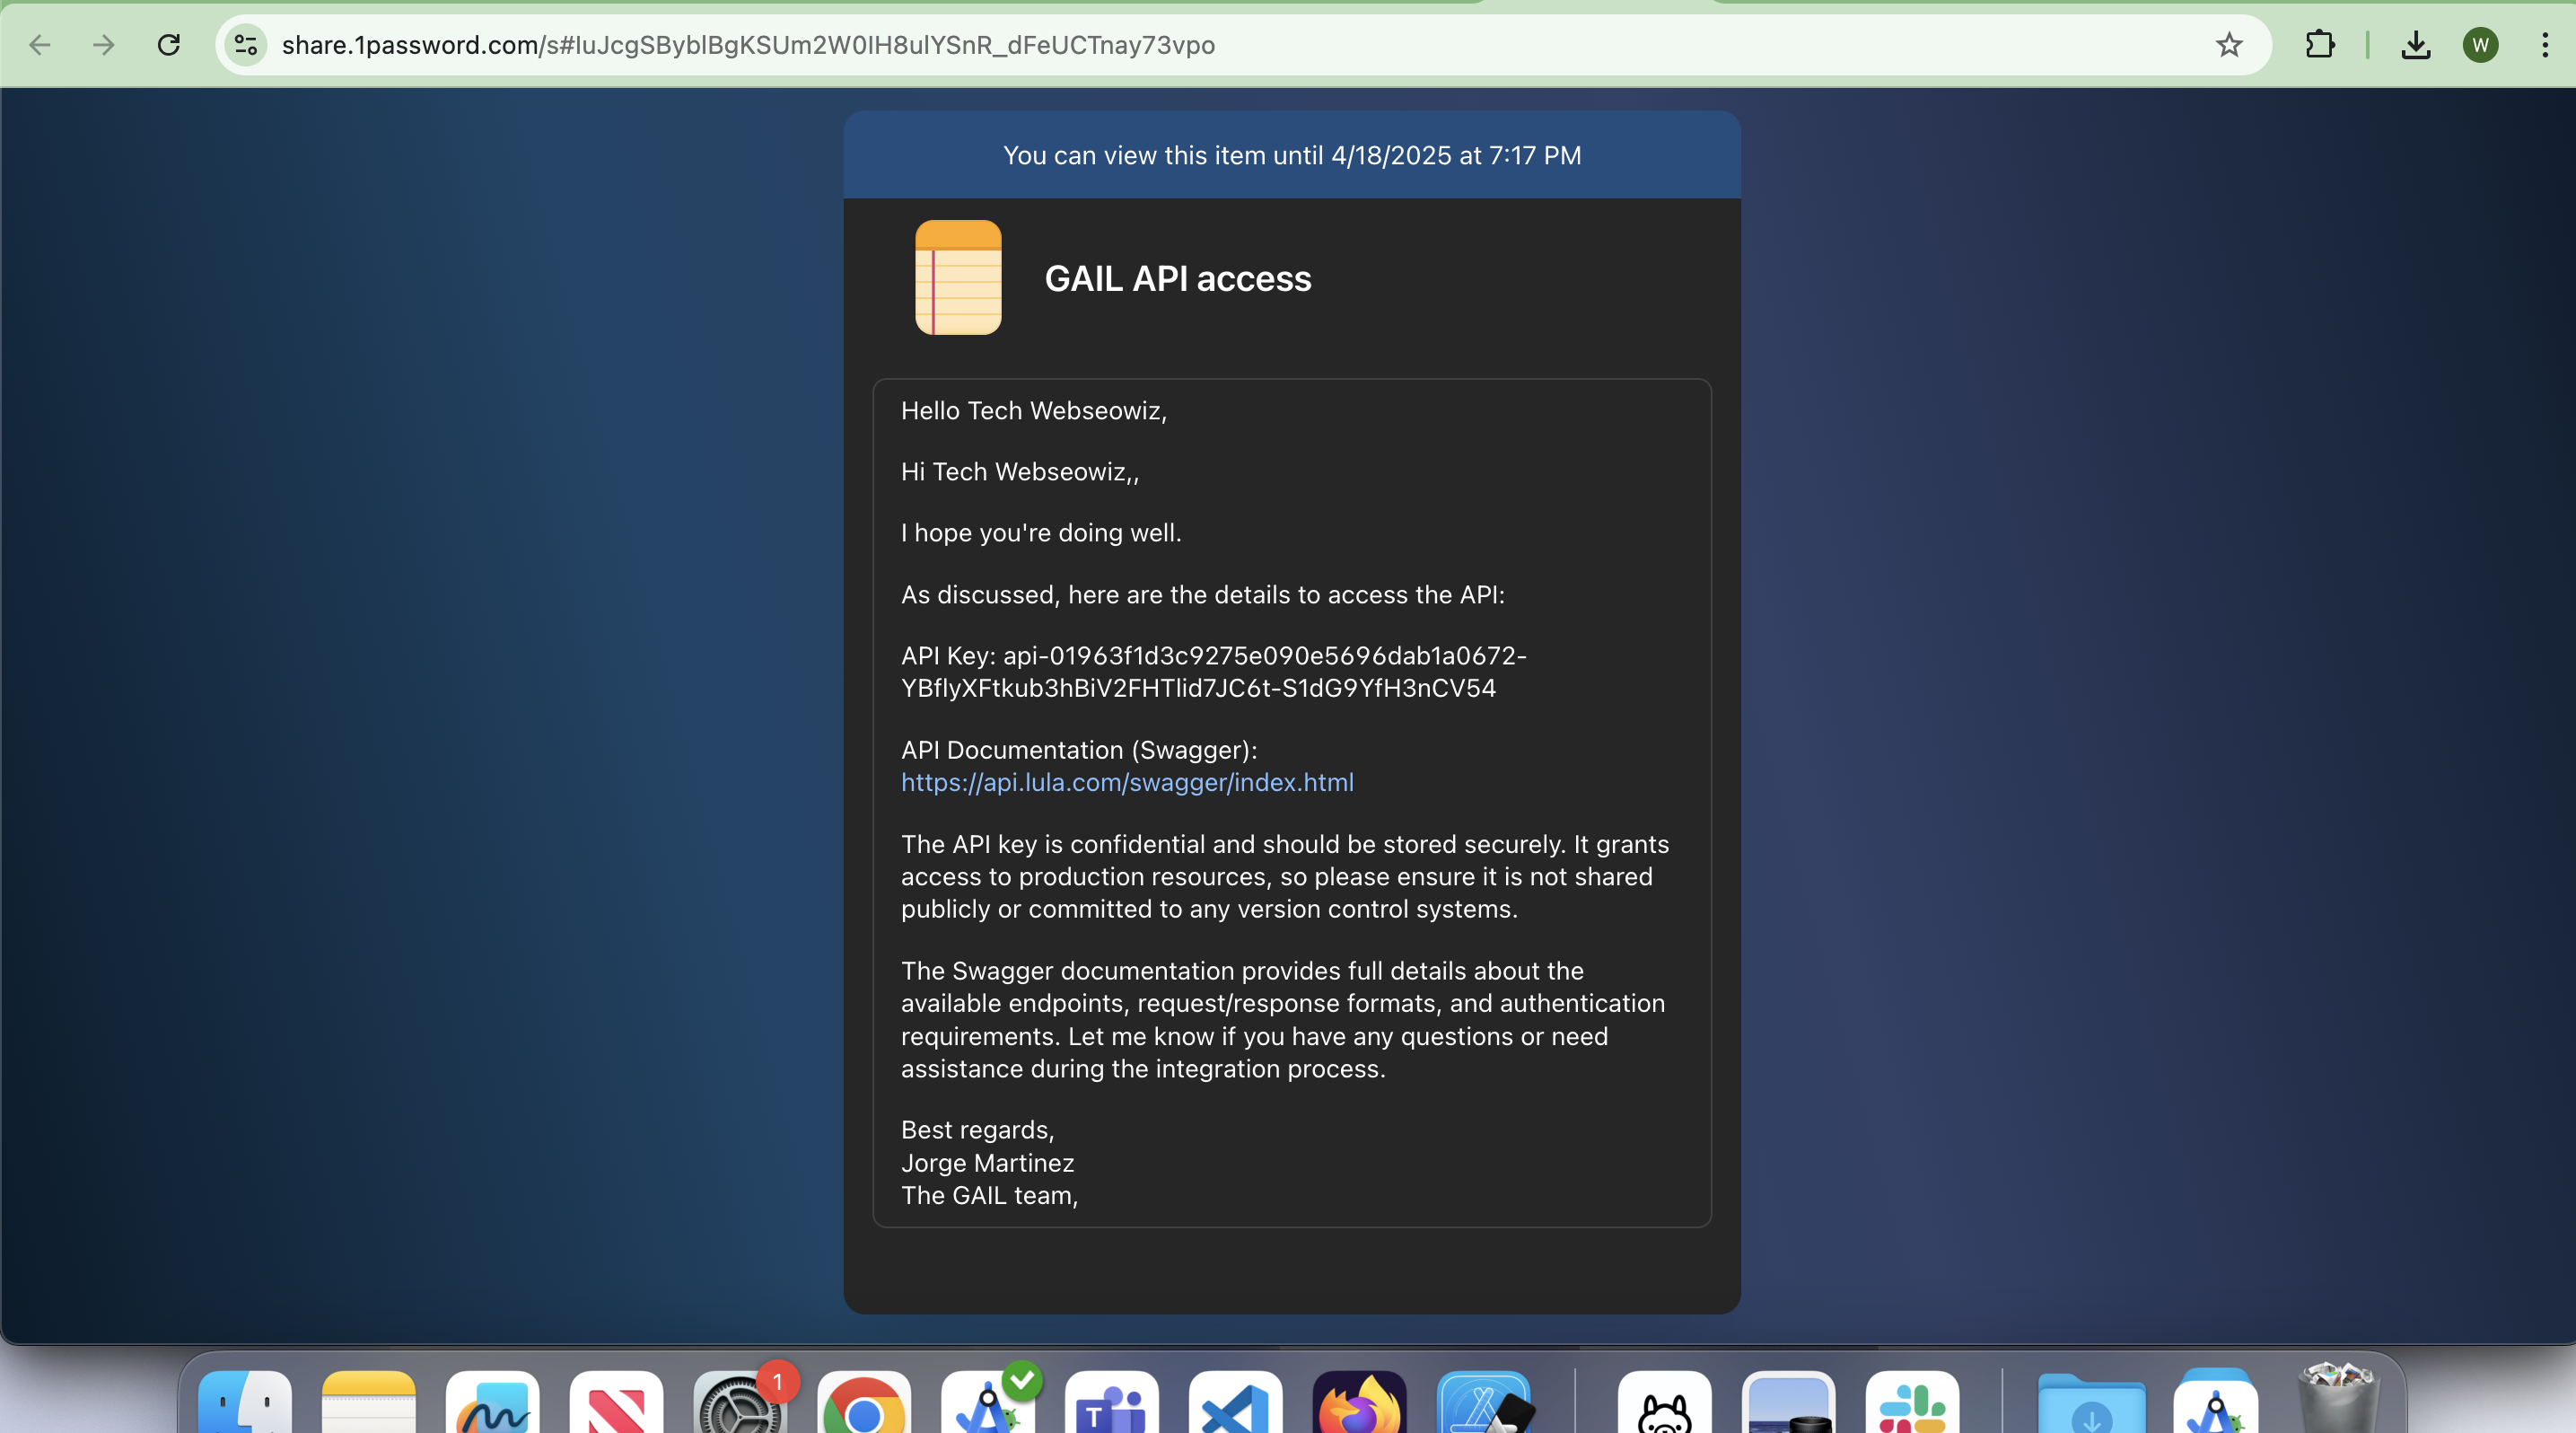 share.1password.com/s#IuJcgSByblBgKSUm2W0IH8ulYSnR_dFeUCTnay73vpo
W
You can view this item until 4/18/2025 at 7:17 PM
GAIL API access
Hello Tech Webseowiz,
Hi Tech Webseowiz,,
I hope you're doing well.
As discussed, here are the details to access the API:
API Key: api-01963f1d3c9275e090e5696dab1a0672-
YBflyXFtkub3hBiV2FHTlid7JC6t-S1dG9YfH3nCV54
API Documentation (Swagger):
https://api.lula.com/swagger/index.html
The API key is confidential and should be stored securely. It grants
access to production resources, so please ensure it is not shared
publicly or committed to any version control systems.
The Swagger documentation provides full details about the
available endpoints, request/response formats, and authentication
requirements. Let me know if you have any questions or need
assistance during the integration process.
Best regards,
Jorge Martinez
The GAIL team,
1
T